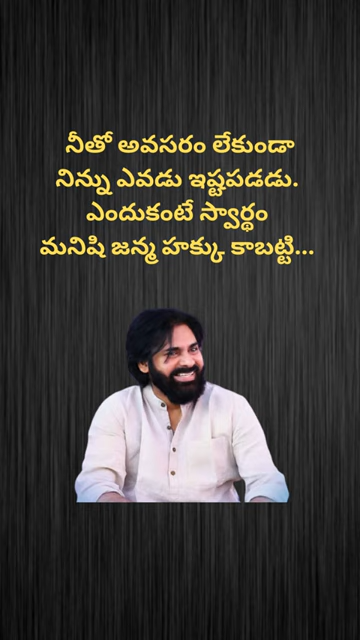 నీతో అవసరం లేకుండా
నిన్ను ఎవడు ఇష్టపడడు.
ఎందుకంటే స్వార్థం
మనిషి జన్మ హక్కు కాబట్టి...